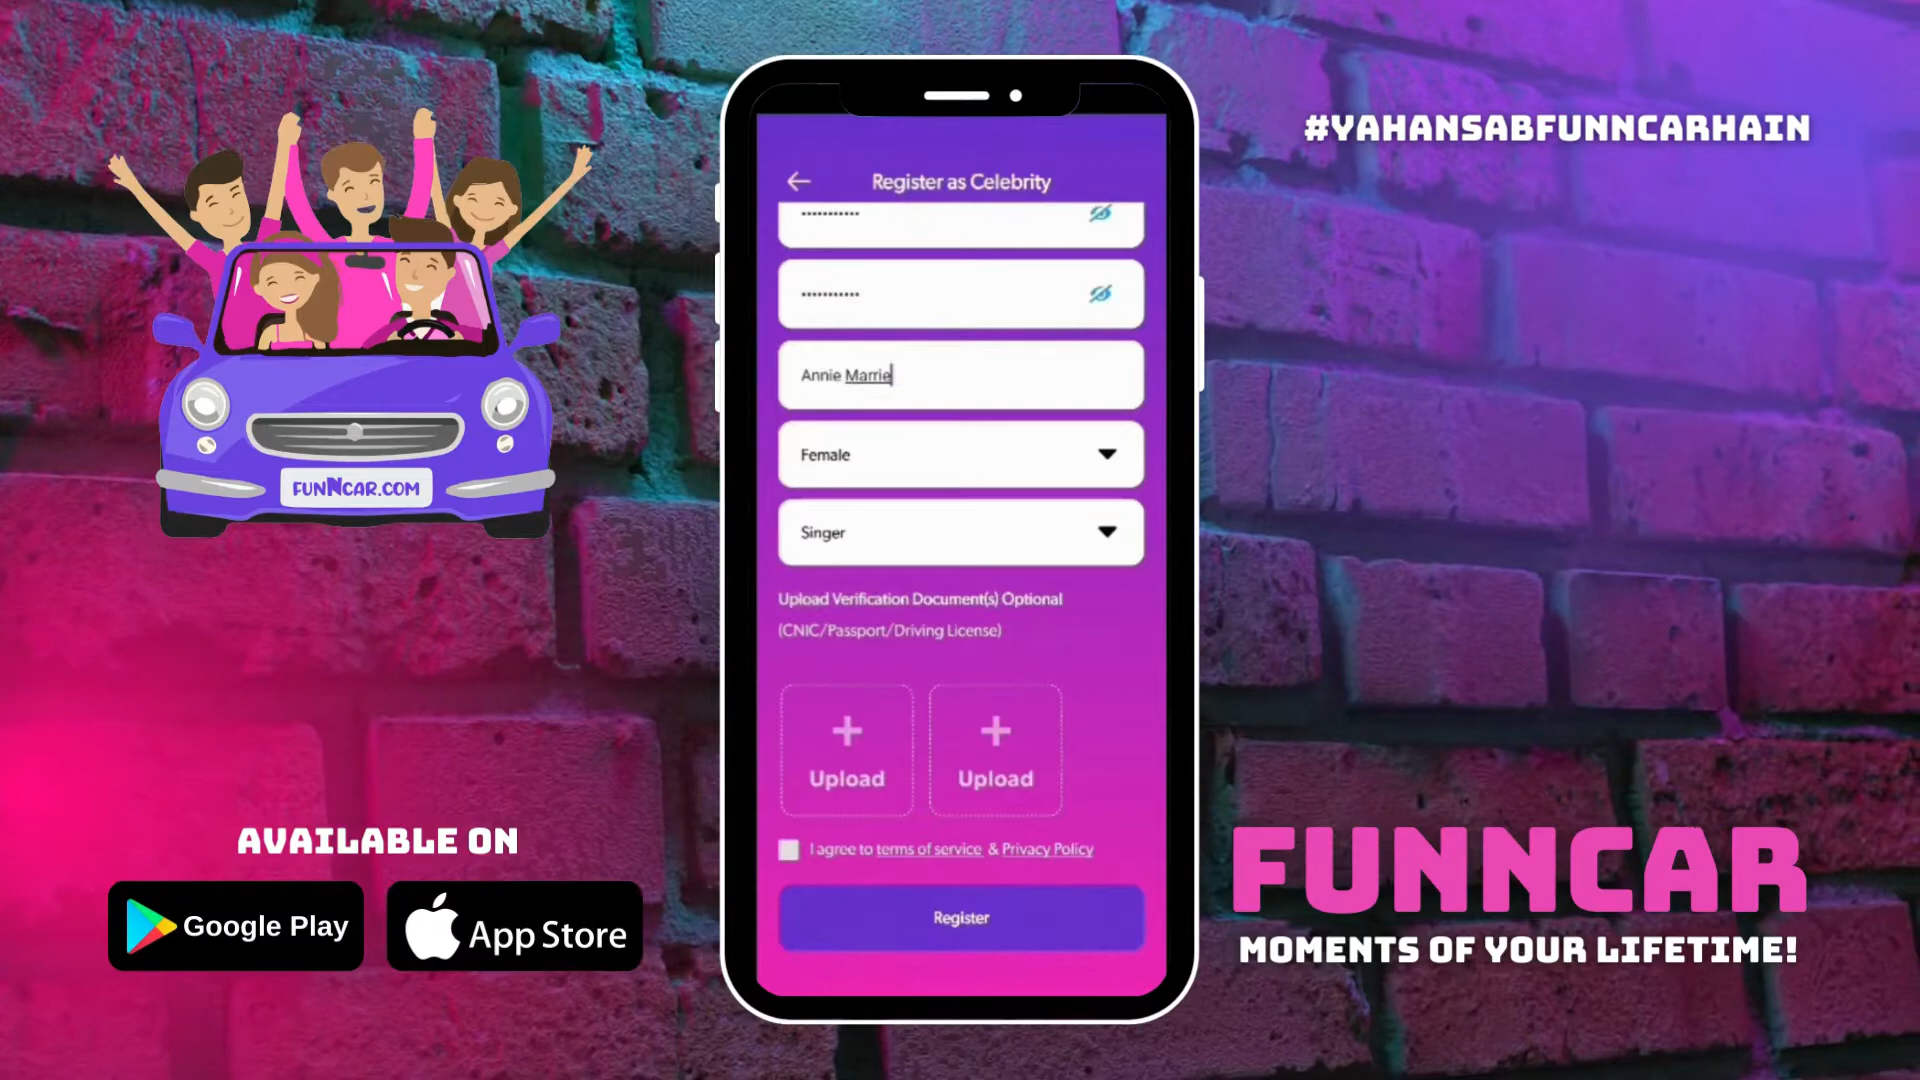 #YAHANSABFUNNCARHAIN
FUNNCAR.COM
Register as Celebrity
···········
···········
Annie Marrie
Female
Singer
Upload Verification Document(s) Optional
(CNIC/Passport/Driving License)
+ +
Upload Upload
I agree to terms of service & Privacy Policy
Register
AVAILABLE ON
Google Play
App Store
FUNNCAR
MOMENTS OF YOUR LIFETIME!